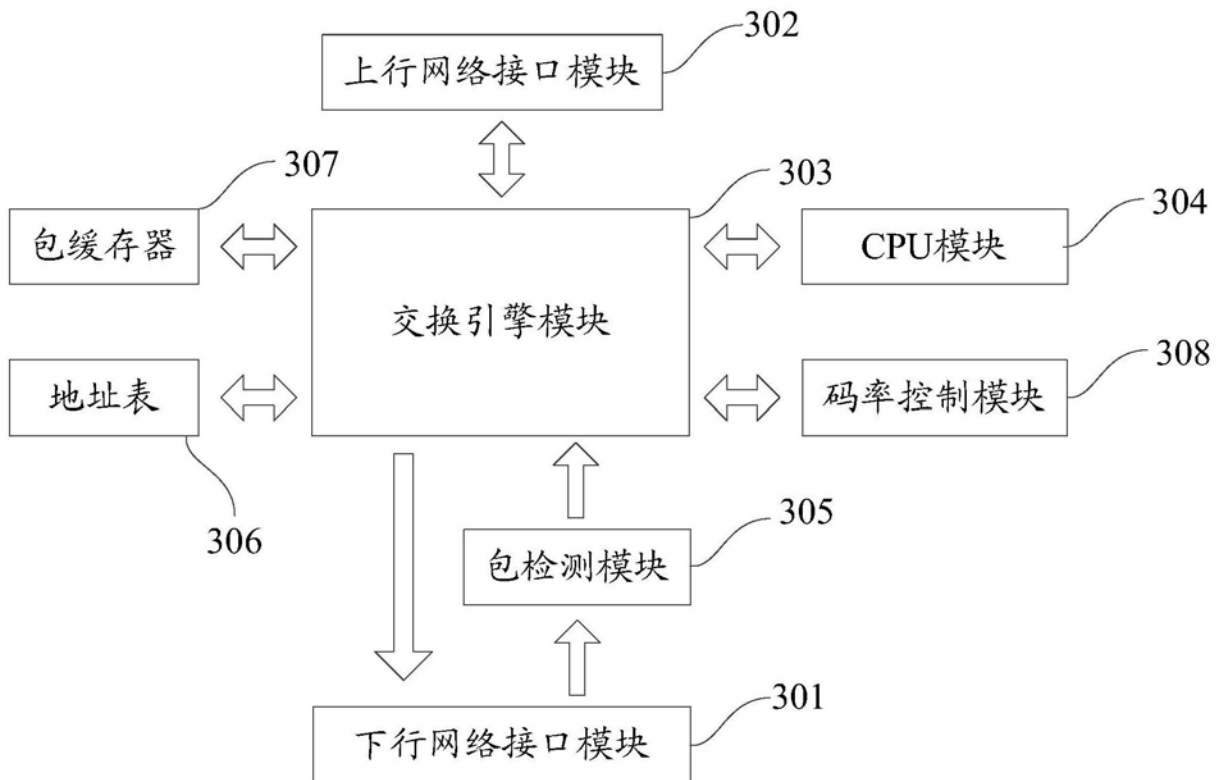 302
上行网络接口模块
307
303
304
包缓存器
CPU模块
交换引擎模块
308
地址表
码率控制模块
305
306
包检测模块
301
下行网络接口模块